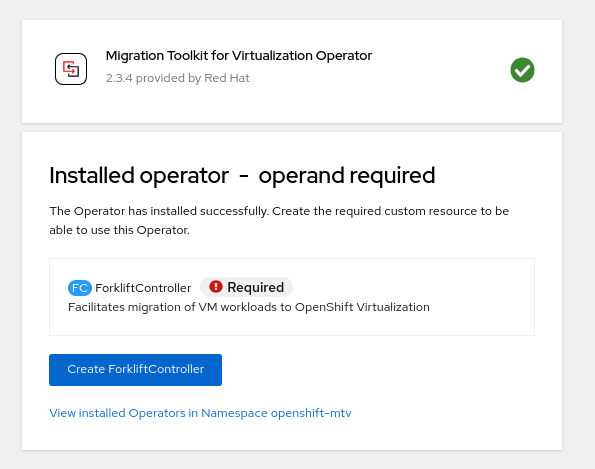 Migration Toolkit for Virtualization Operator
2.3.4 provided by Red Hat
Installed operator - operand required
The Operator has installed successfully. Create the required custom resource to be
able to use this Operator.
FC ForkliftController Required
Facilitates migration of VM workloads to OpenShift Virtualization
Create ForkliftController
View installed Operators in Namespace openshift-mtv